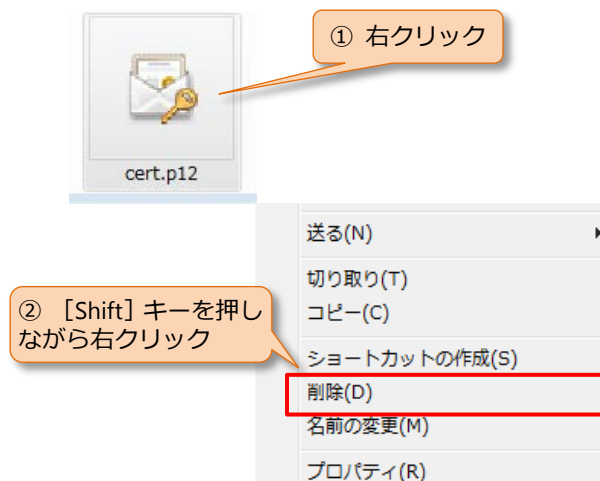 ① 右クリック
cert.p12
送る(N)
切り取り(T)
コピー(C)
② ［Shift］キーを押し
ながら右クリック
ショートカットの作成(S)
削除(D)
名前の変更(M)
プロパティ(R)